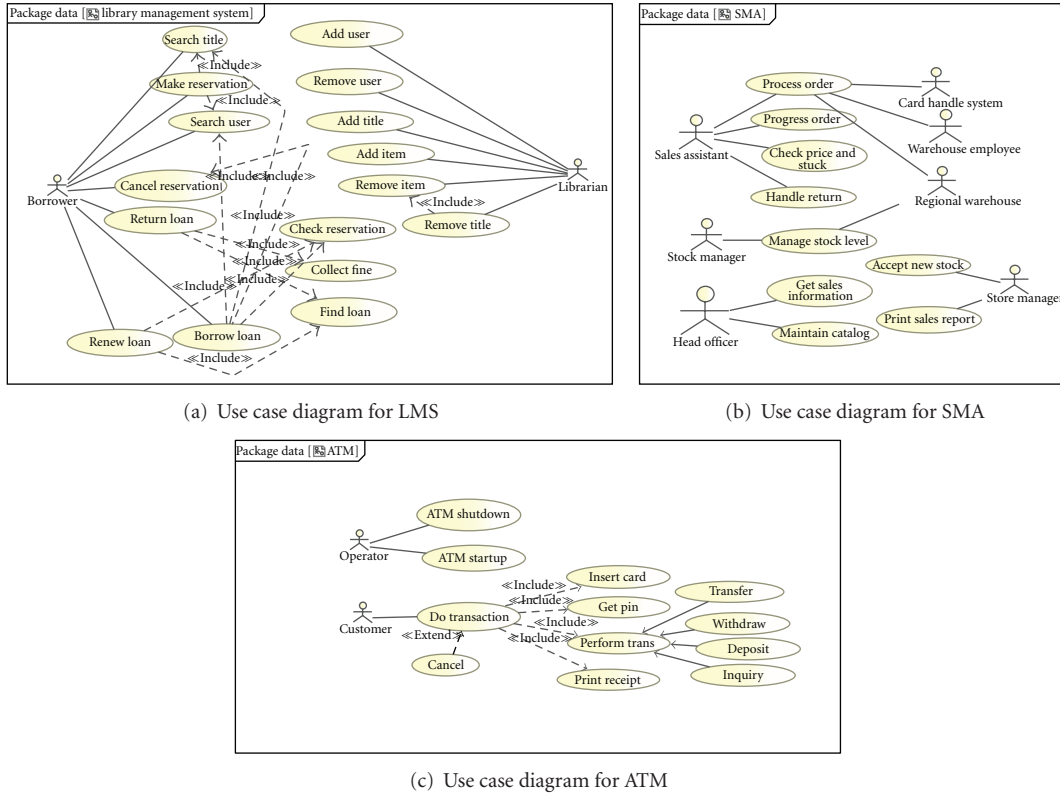 Package data [library management system]
Search title
≪Include≫
Make reservation
≪Include≫
Search user
Cancel reservation
≪Include≫
≪Include≫
Borrower
Return loan
≪Include≫
Check reservation
≪Include≫
Collect fine
≪Include≫
≪Include≫
≪Include≫
Find loan
Renew loan
Borrow loan
≪Include≫
Add user
Remove user
Add title
Add item
Remove item
≪Include≫
Remove title
Librarian
(a) Use case diagram for LMS
Package data [SMA]
Process order
Card handle system
Progress order
Sales assistant
Warehouse employee
Check price and
stuck
Handle return
Regional warehouse
Stock manager
Manage stock level
Accept new stock
Get sales
information
Store manager
Print sales report
Head officer
Maintain catalog
(b) Use case diagram for SMA
Package data [ATM]
ATM shutdown
Operator
ATM startup
Insert card
≪Include≫
≪Include≫
Get pin
Transfer
Customer
Do transaction
≪Extend≫
≪Include≫
≪Include≫
Perform trans
Withdraw
Deposit
Cancel
Print receipt
Inquiry
(c) Use case diagram for ATM